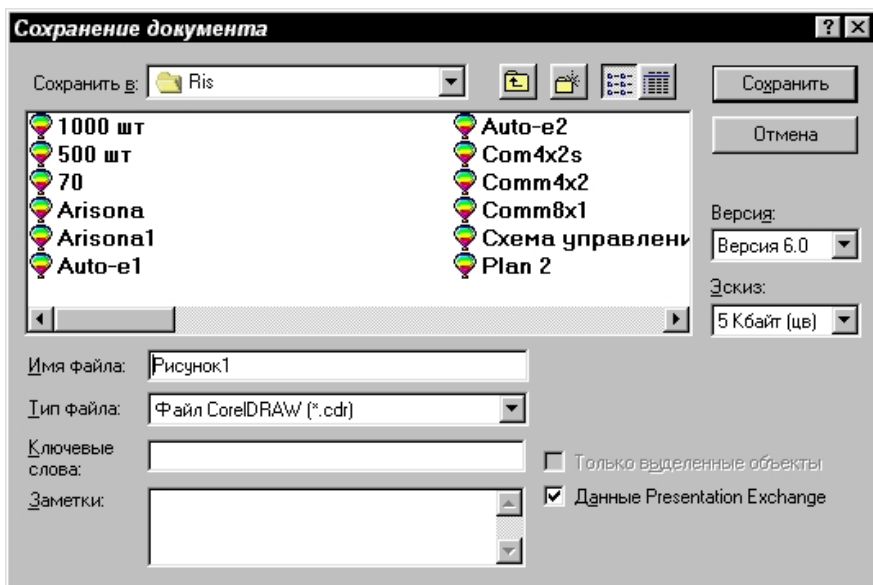 Сохранение документа
Сохранить в: Ris
Сохранить
Отмена
1000 шт
500 шт
70
Arisona
Arisona1
Auto-e1
Auto-e2
Com4x2s
Comm4x2
Comm8x1
Схема управлени
Plan 2
Версия:
Версия 6.0
Эскиз:
5 Кбайт (цв)
Имя файла: Рисунок1
Тип файла: Файл CorelDRAW (*.cdr)
Ключевые
слова:
Только выделенные объекты
Заметки:
Данные Presentation Exchange